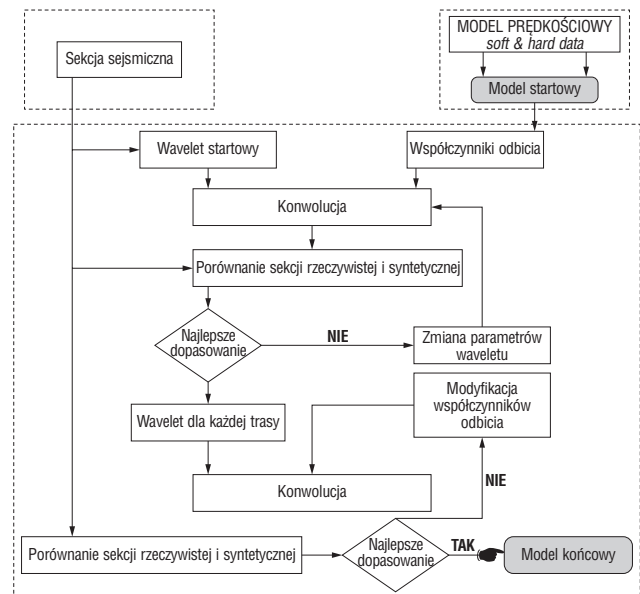 Sekcja sejsmiczna
MODEL PRĘDKOŚCIOWY
soft & hard data
Model startowy
Wavelet startowy
Współczynniki odbicia
Konwolucja
Porównanie sekcji rzeczywistej i syntetycznej
Najlepsze
dopasowanie
NIE
Zmiana parametrów
waveletu
Modyfikacja
współczynników
odbicia
Wavelet dla każdej trasy
NIE
Konwolucja
Porównanie sekcji rzeczywistej i syntetycznej
Najlepsze
dopasowanie
TAK
Model końcowy